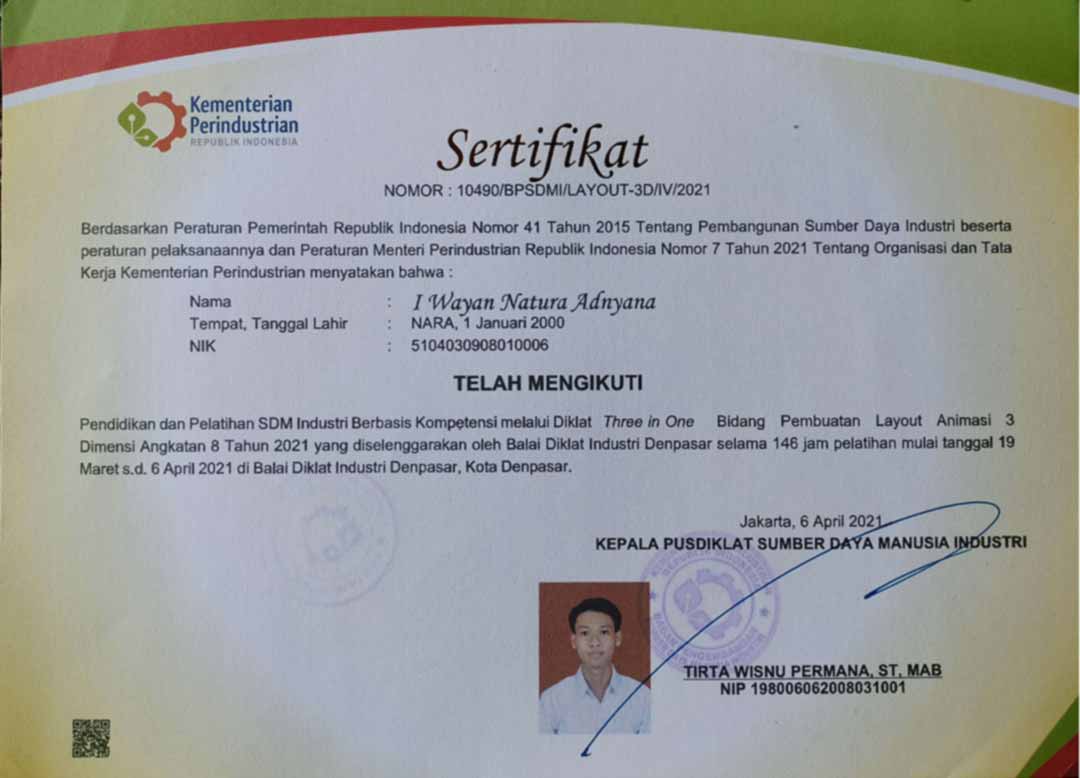 Kementerian
Perindustrian
REPUBLIK INDONESIA
Sertifikat
NOMOR : 10490/BPSDMI/LAYOUT-3D/IV/2021
Berdasarkan Peraturan Pemerintah Republik Indonesia Nomor 41 Tahun 2015 Tentang Pembangunan Sumber Daya Industri beserta
peraturan pelaksanaannya dan Peraturan Menteri Perindustrian Republik Indonesia Nomor 7 Tahun 2021 Tentang Organisasi dan Tata
Kerja Kementerian Perindustrian menyatakan bahwa :
Nama : I Wayan Natura Adnyana
Tempat, Tanggal Lahir : NARA, 1 Januari 2000
NIK : 5104030908010006
TELAH MENGIKUTI
Pendidikan dan Pelatihan SDM Industri Berbasis Kompetensi melalui Diklat Three in One Bidang Pembuatan Layout Animasi 3
Dimensi Angkatan 8 Tahun 2021 yang diselenggarakan oleh Balai Diklat Industri Denpasar selama 146 jam pelatihan mulai tanggal 19
Maret s.d. 6 April 2021 di Balai Diklat Industri Denpasar, Kota Denpasar.
Jakarta, 6 April 2021
KEPALA PUSDIKLAT SUMBER DAYA MANUSIA INDUSTRI
TIRTA WISNU PERMANA, ST, MAB
NIP 198006062008031001